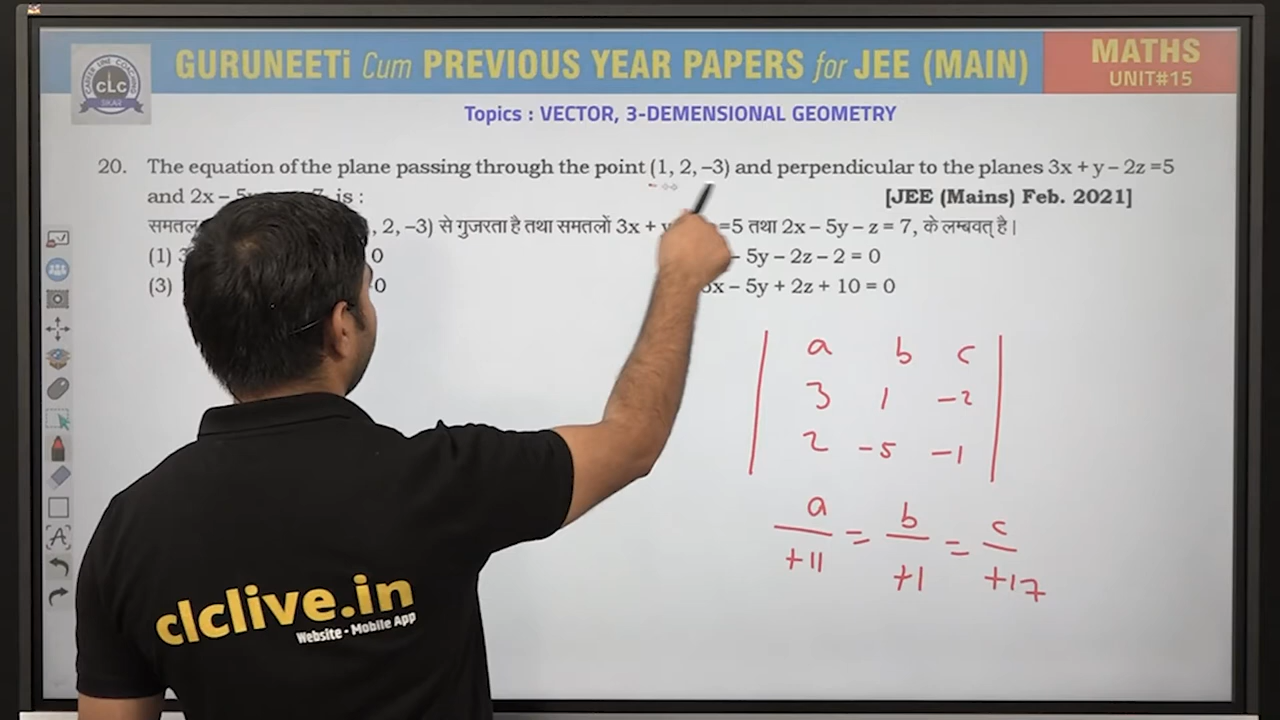 GURUNEETi Cum PREVIOUS YEAR PAPERS for JEE (MAIN)
MATHS
UNIT#15
CLC
SIKAR
Topics : VECTOR, 3-DEMENSIONAL GEOMETRY
20. The equation of the plane passing through the point (1, 2, –3) and perpendicular to the planes 3x + y – 2z =5
and 2x – 7, is :
[JEE (Mains) Feb. 2021]
, 2, –3) से गुजरता है तथा समतलों 3x + =5 तथा 2x – 5y – z = 7, के लम्बवत् है।
(1) 0
– 5y – 2z – 2 = 0
(3) 0
x – 5y + 2z + 10 = 0
a b c
3 1 -2
2 -5 -1
a = b = c
+11 +1 +17
clclive.in
Website - Mobile App